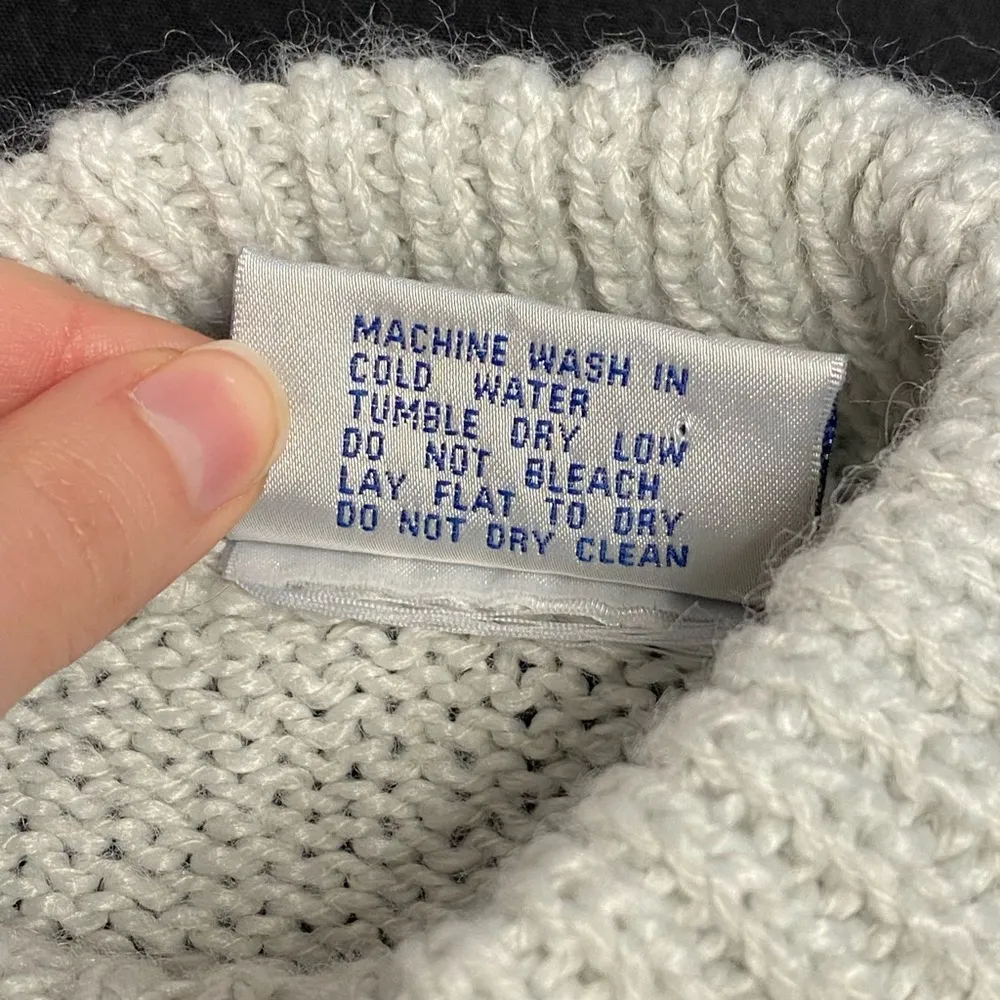 MACHINE WASH IN
COLD WATER
TUMBLE DRY LOW
DO NOT BLEACH
LAY FLAT TO DRY
DO NOT DRY CLEAN